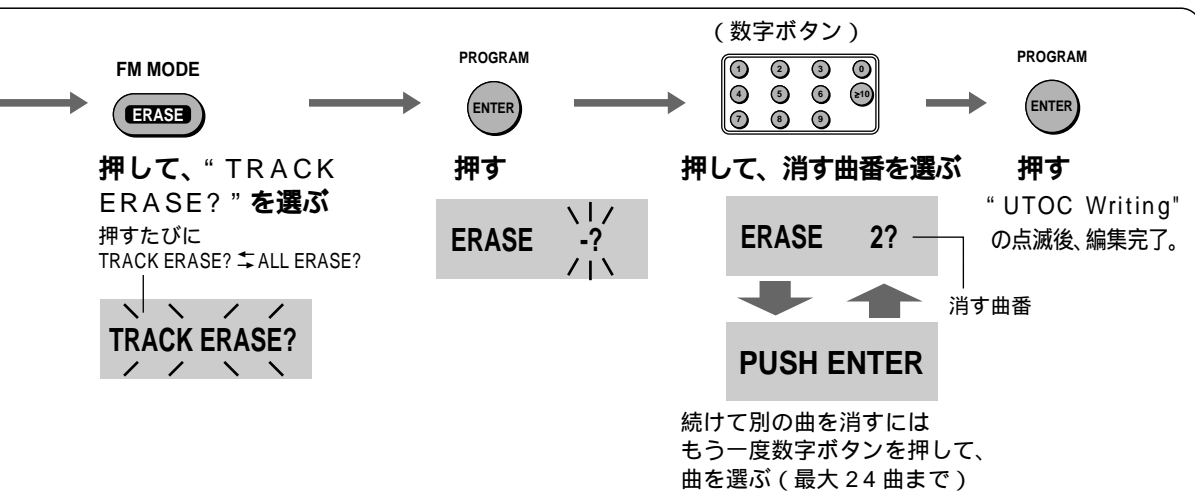 FM MODE
ERASE
押して、“TRACK
ERASE?”を選ぶ
押すたびに
TRACK ERASE? ⇆ ALL ERASE?
TRACK ERASE?
PROGRAM
ENTER
押す
ERASE -?
(数字ボタン)
1 2 3 0
4 5 6 ≥10
7 8 9
押して、消す曲番を選ぶ
ERASE 2?
消す曲番
PUSH ENTER
続けて別の曲を消すには
もう一度数字ボタンを押して、
曲を選ぶ(最大24曲まで)
PROGRAM
ENTER
押す
“UTOC Writing"
の点滅後、編集完了。